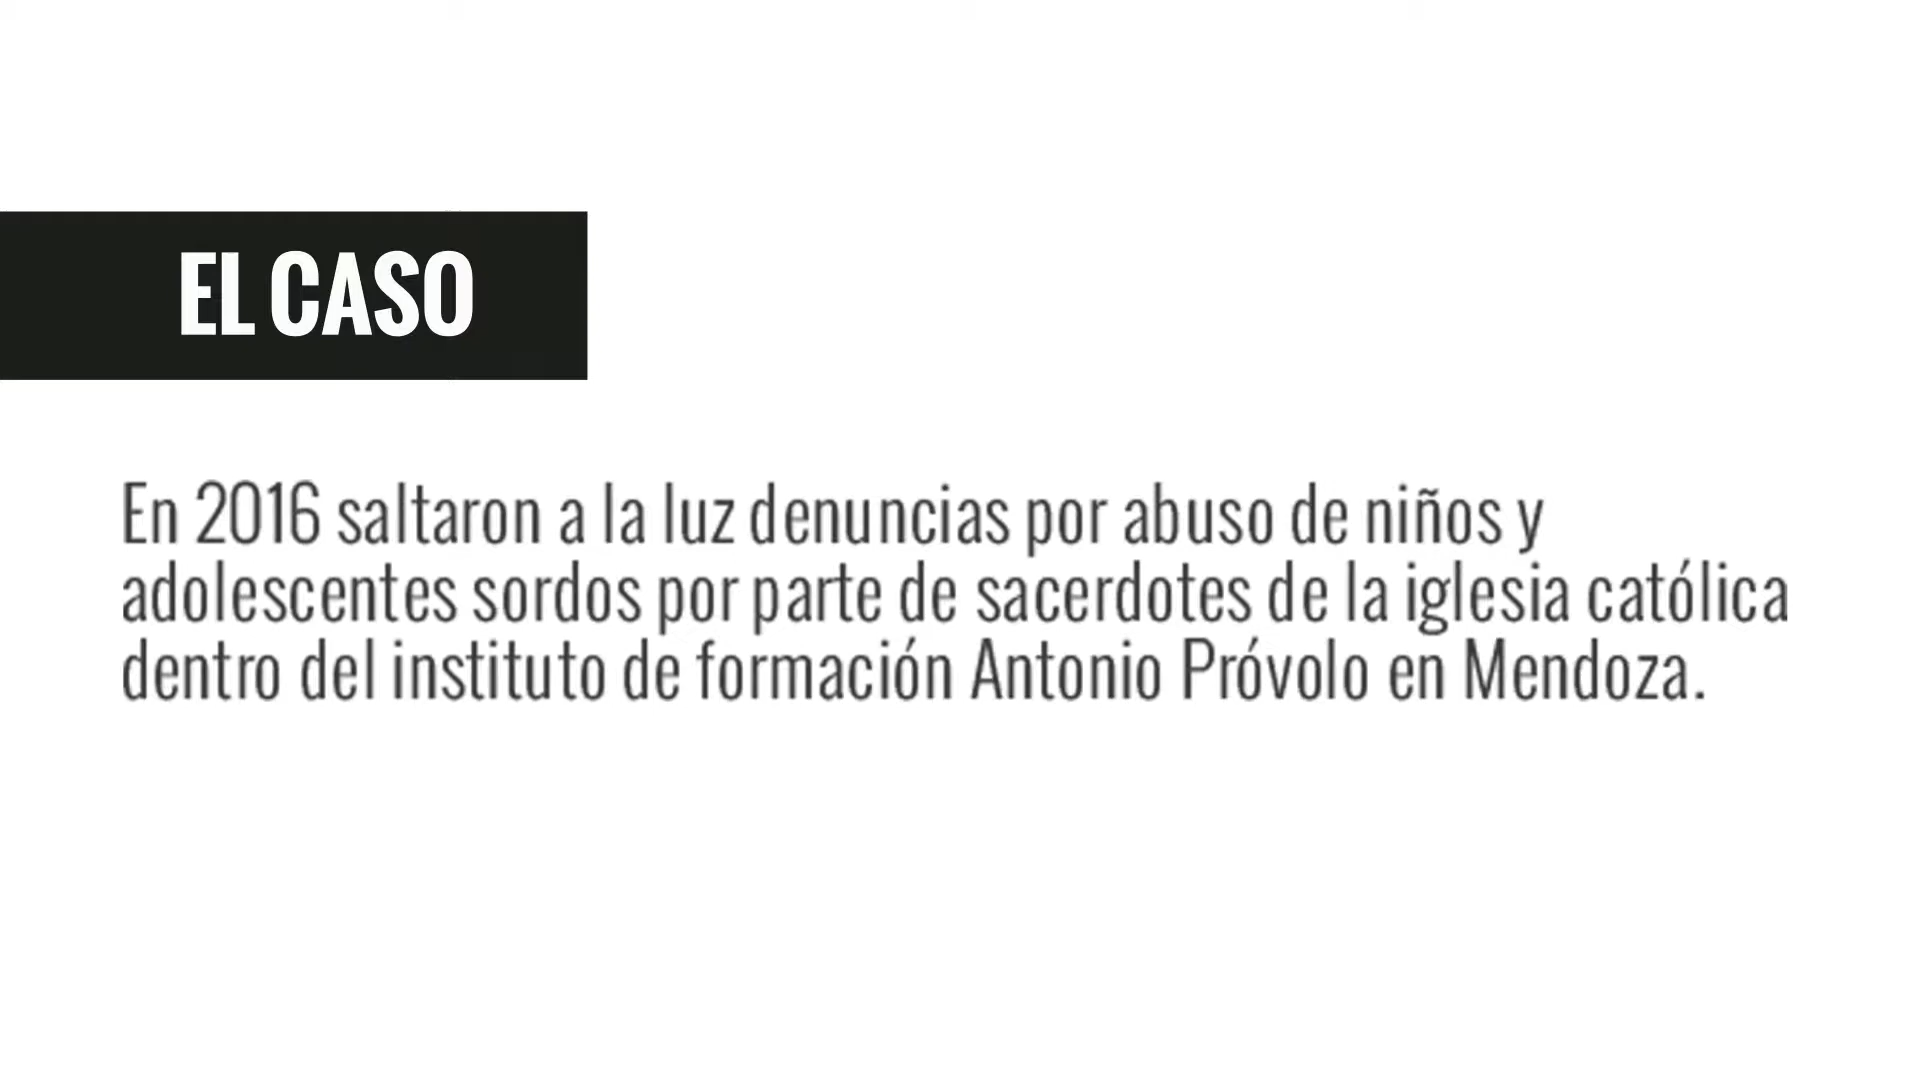 EL CASO
En 2016 saltaron a la luz denuncias por abuso de niños y
adolescentes sordos por parte de sacerdotes de la iglesia católica
dentro del instituto de formación Antonio Próvolo en Mendoza.